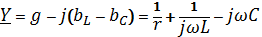 Y = g − j(b_L − b_C) = 1/r + 1/jωL − jωC